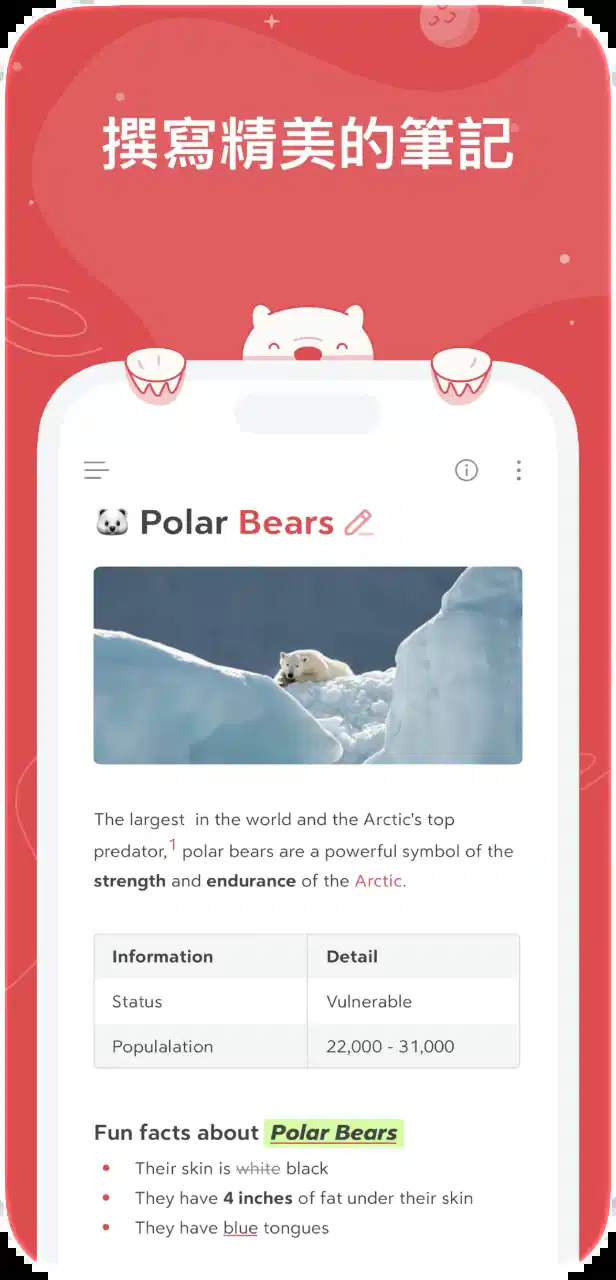 撰寫精美的筆記
🐻‍❄️ Polar Bears
The largest  in the world and the Arctic's top
predator,1 polar bears are a powerful symbol of the
strength and endurance of the Arctic.
Information Detail
Status Vulnerable
Populalation 22,000 - 31,000
Fun facts about Polar Bears
Their skin is white black
They have 4 inches of fat under their skin
They have blue tongues